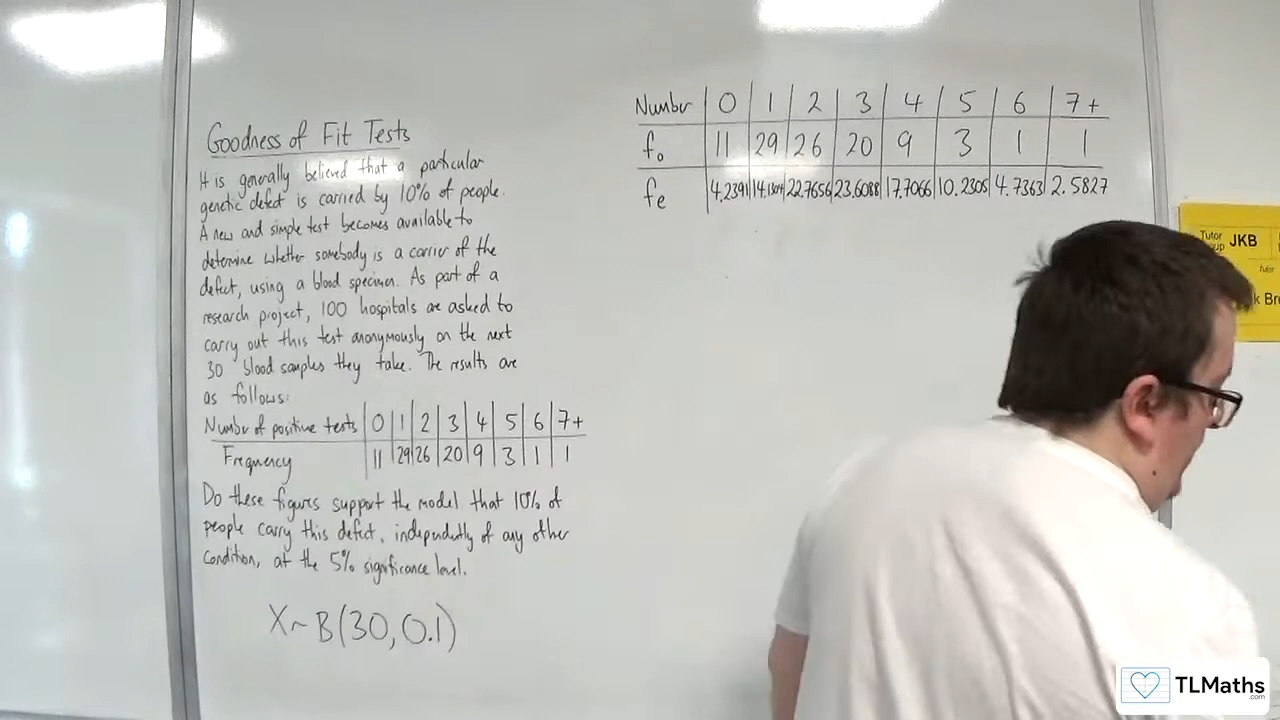 Goodness of Fit Tests
It is generally believed that a particular
genetic defect is carried by 10% of people.
A new and simple test becomes available to
determine whether somebody is a carrier of the
defect, using a blood specimen. As part of a
research project, 100 hospitals are asked to
carry out this test anonymously on the next
30 blood samples they take. The results are
as follows:
Number of positive tests 0 1 2 3 4 5 6 7+
Frequency 11 29 26 20 9 3 1 1
Do these figures support the model that 10% of
people carry this defect, independently of any other
condition, at the 5% significance level.
X~B(30,0.1)
Number 0 1 2 3 4 5 6 7+
fo 11 29 26 20 9 3 1 1
fe 4.2391 14.1304 22.7656 23.6088 17.7066 10.2305 4.7363 2.5827
Tutor
JKB
Tutor
TLMaths
.com